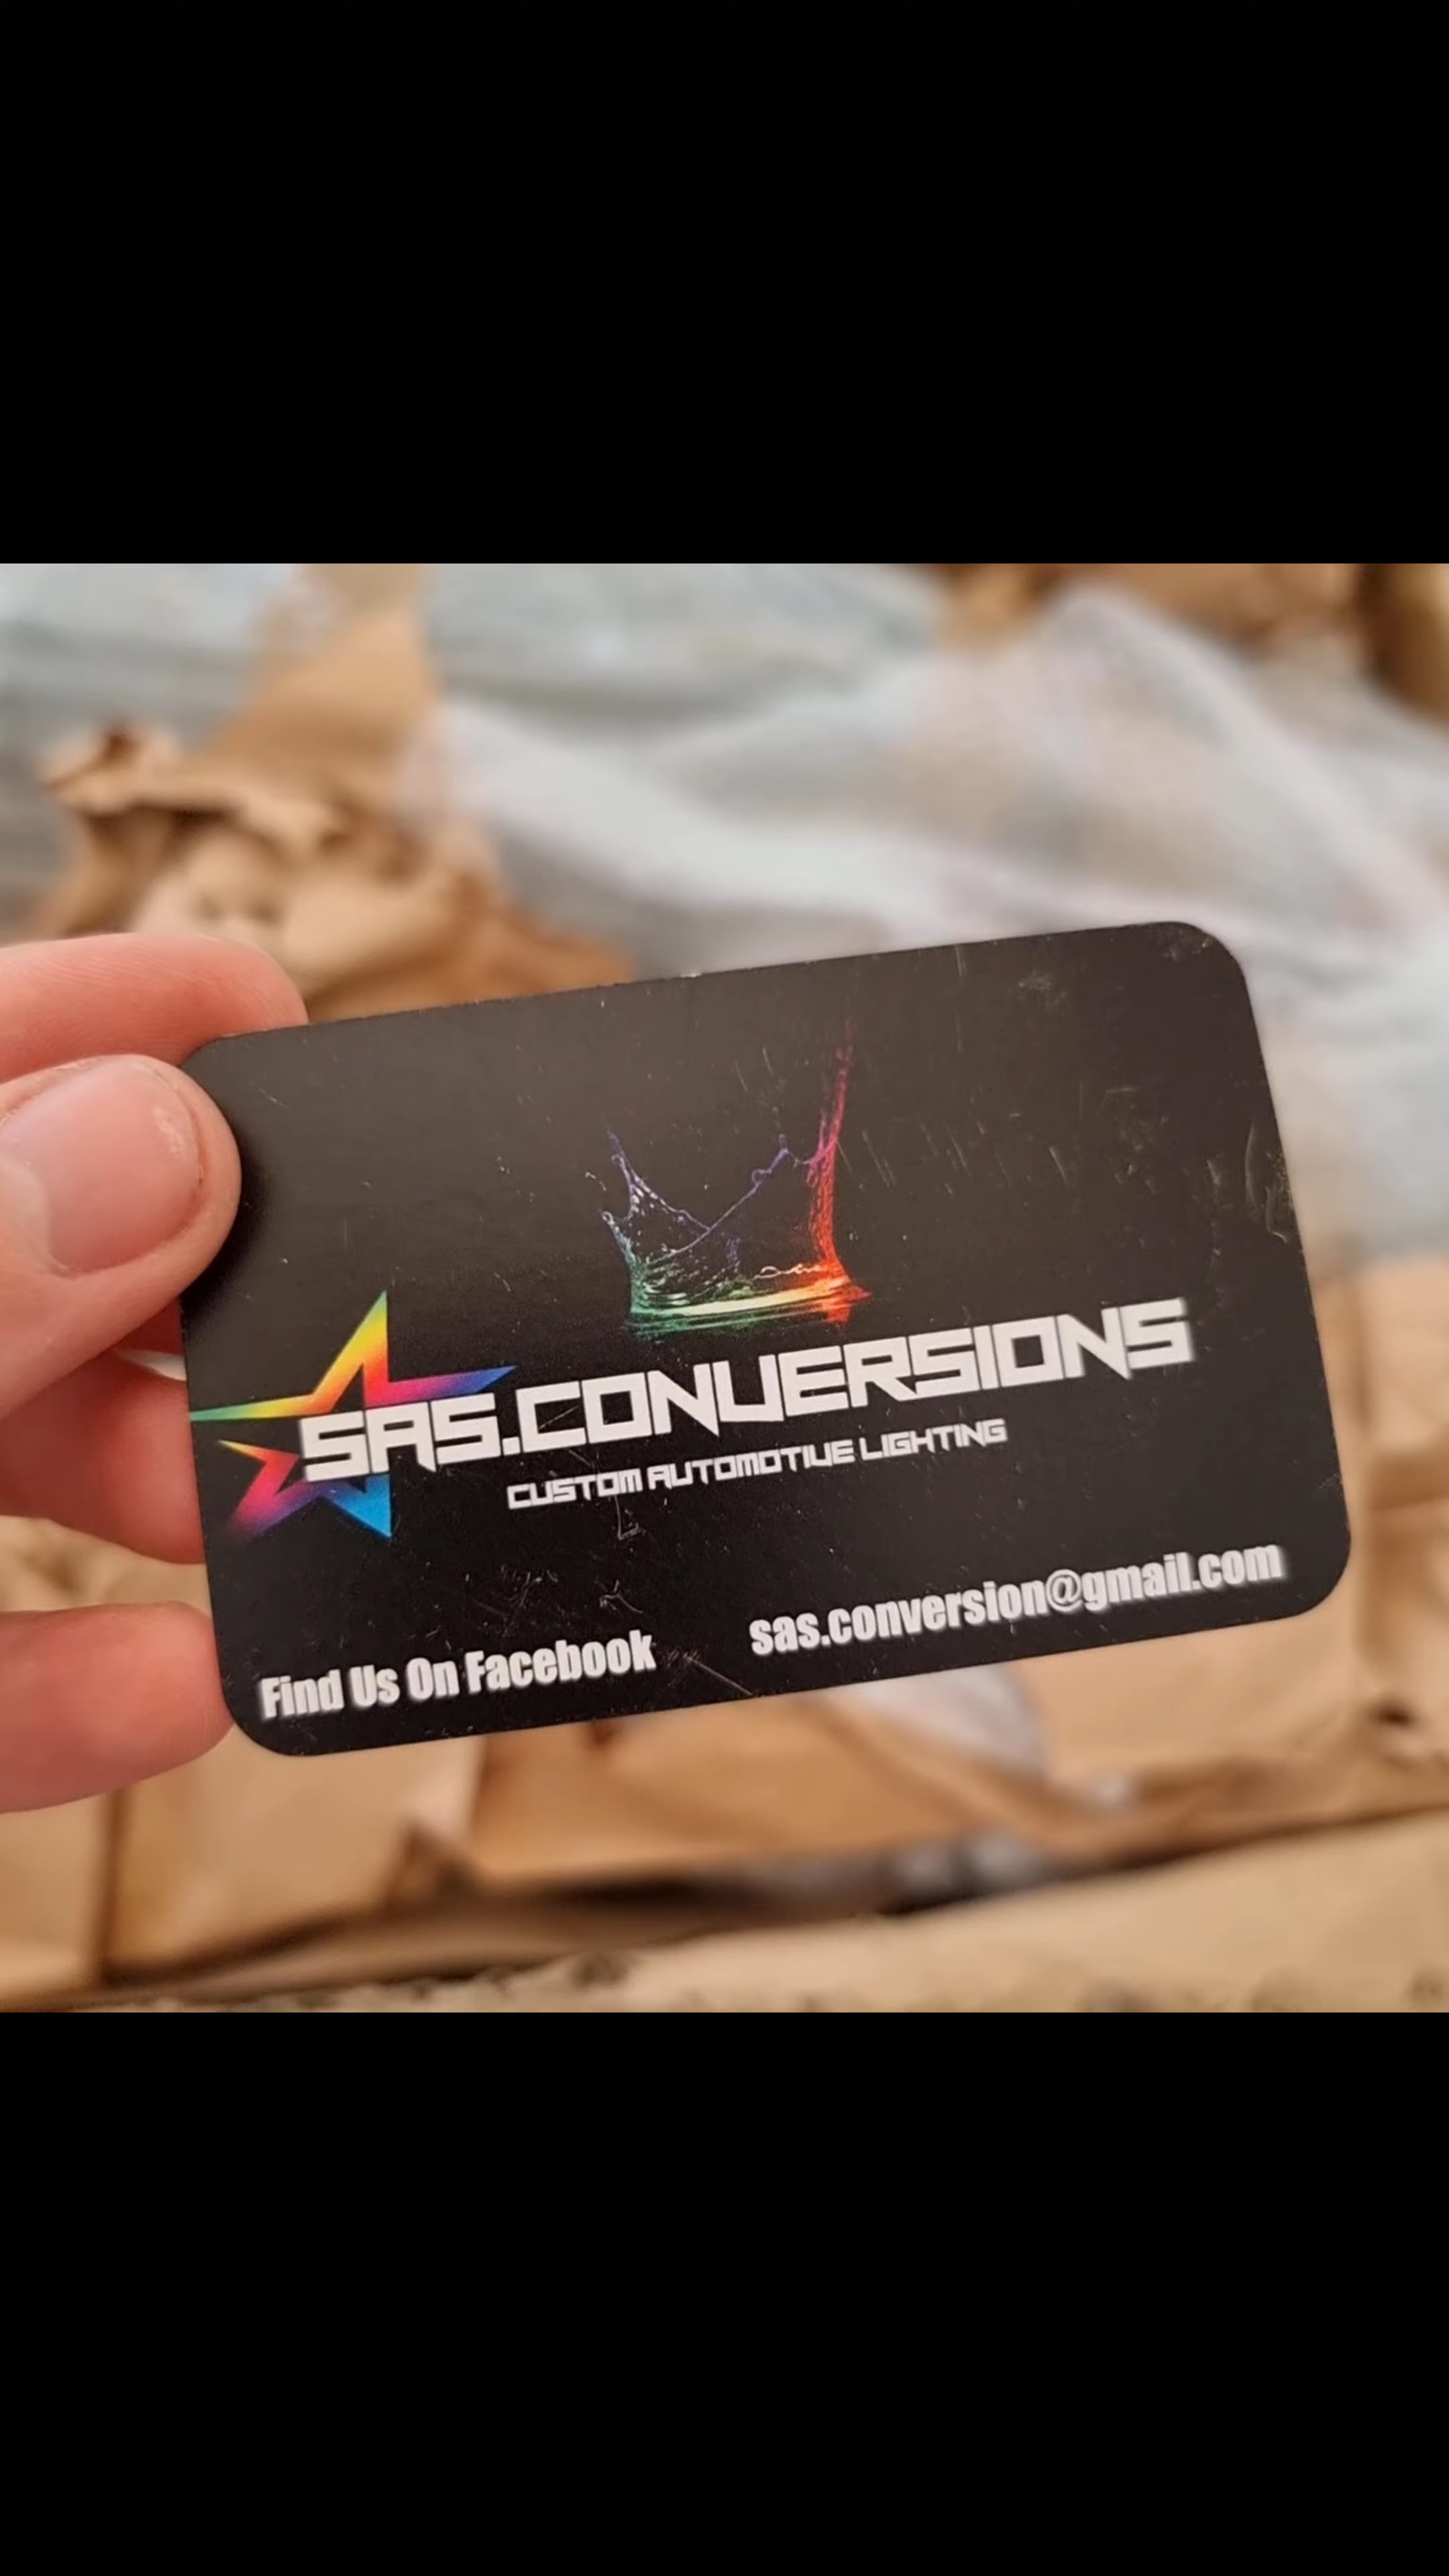 SAS.CONVERSIONS
CUSTOM AUTOMOTIVE LIGHTING
Find Us On Facebook
sas.conversion@gmail.com